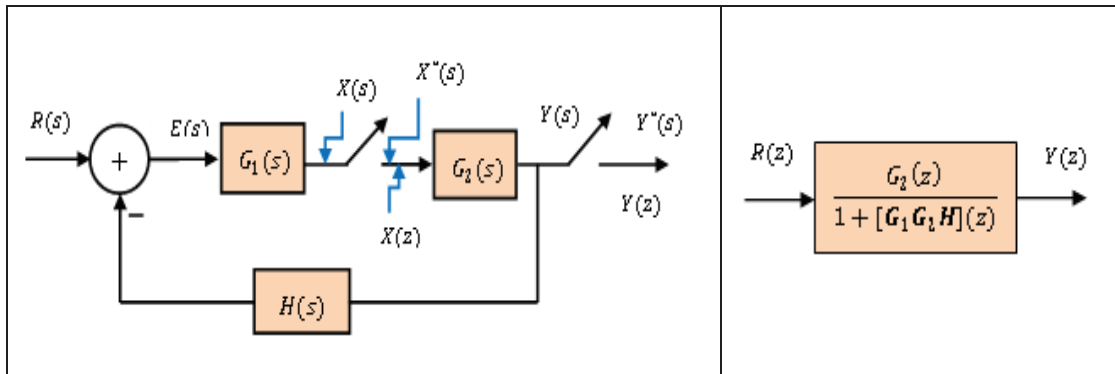 R(s)
+
−
E(s)
G₁(s)
X(s)
X*(s)
X(z)
G₂(s)
Y(s)
Y*(s)
Y(z)
H(s)
R(z)
G₂(z)
1 + [G₁G₂H](z)
Y(z)